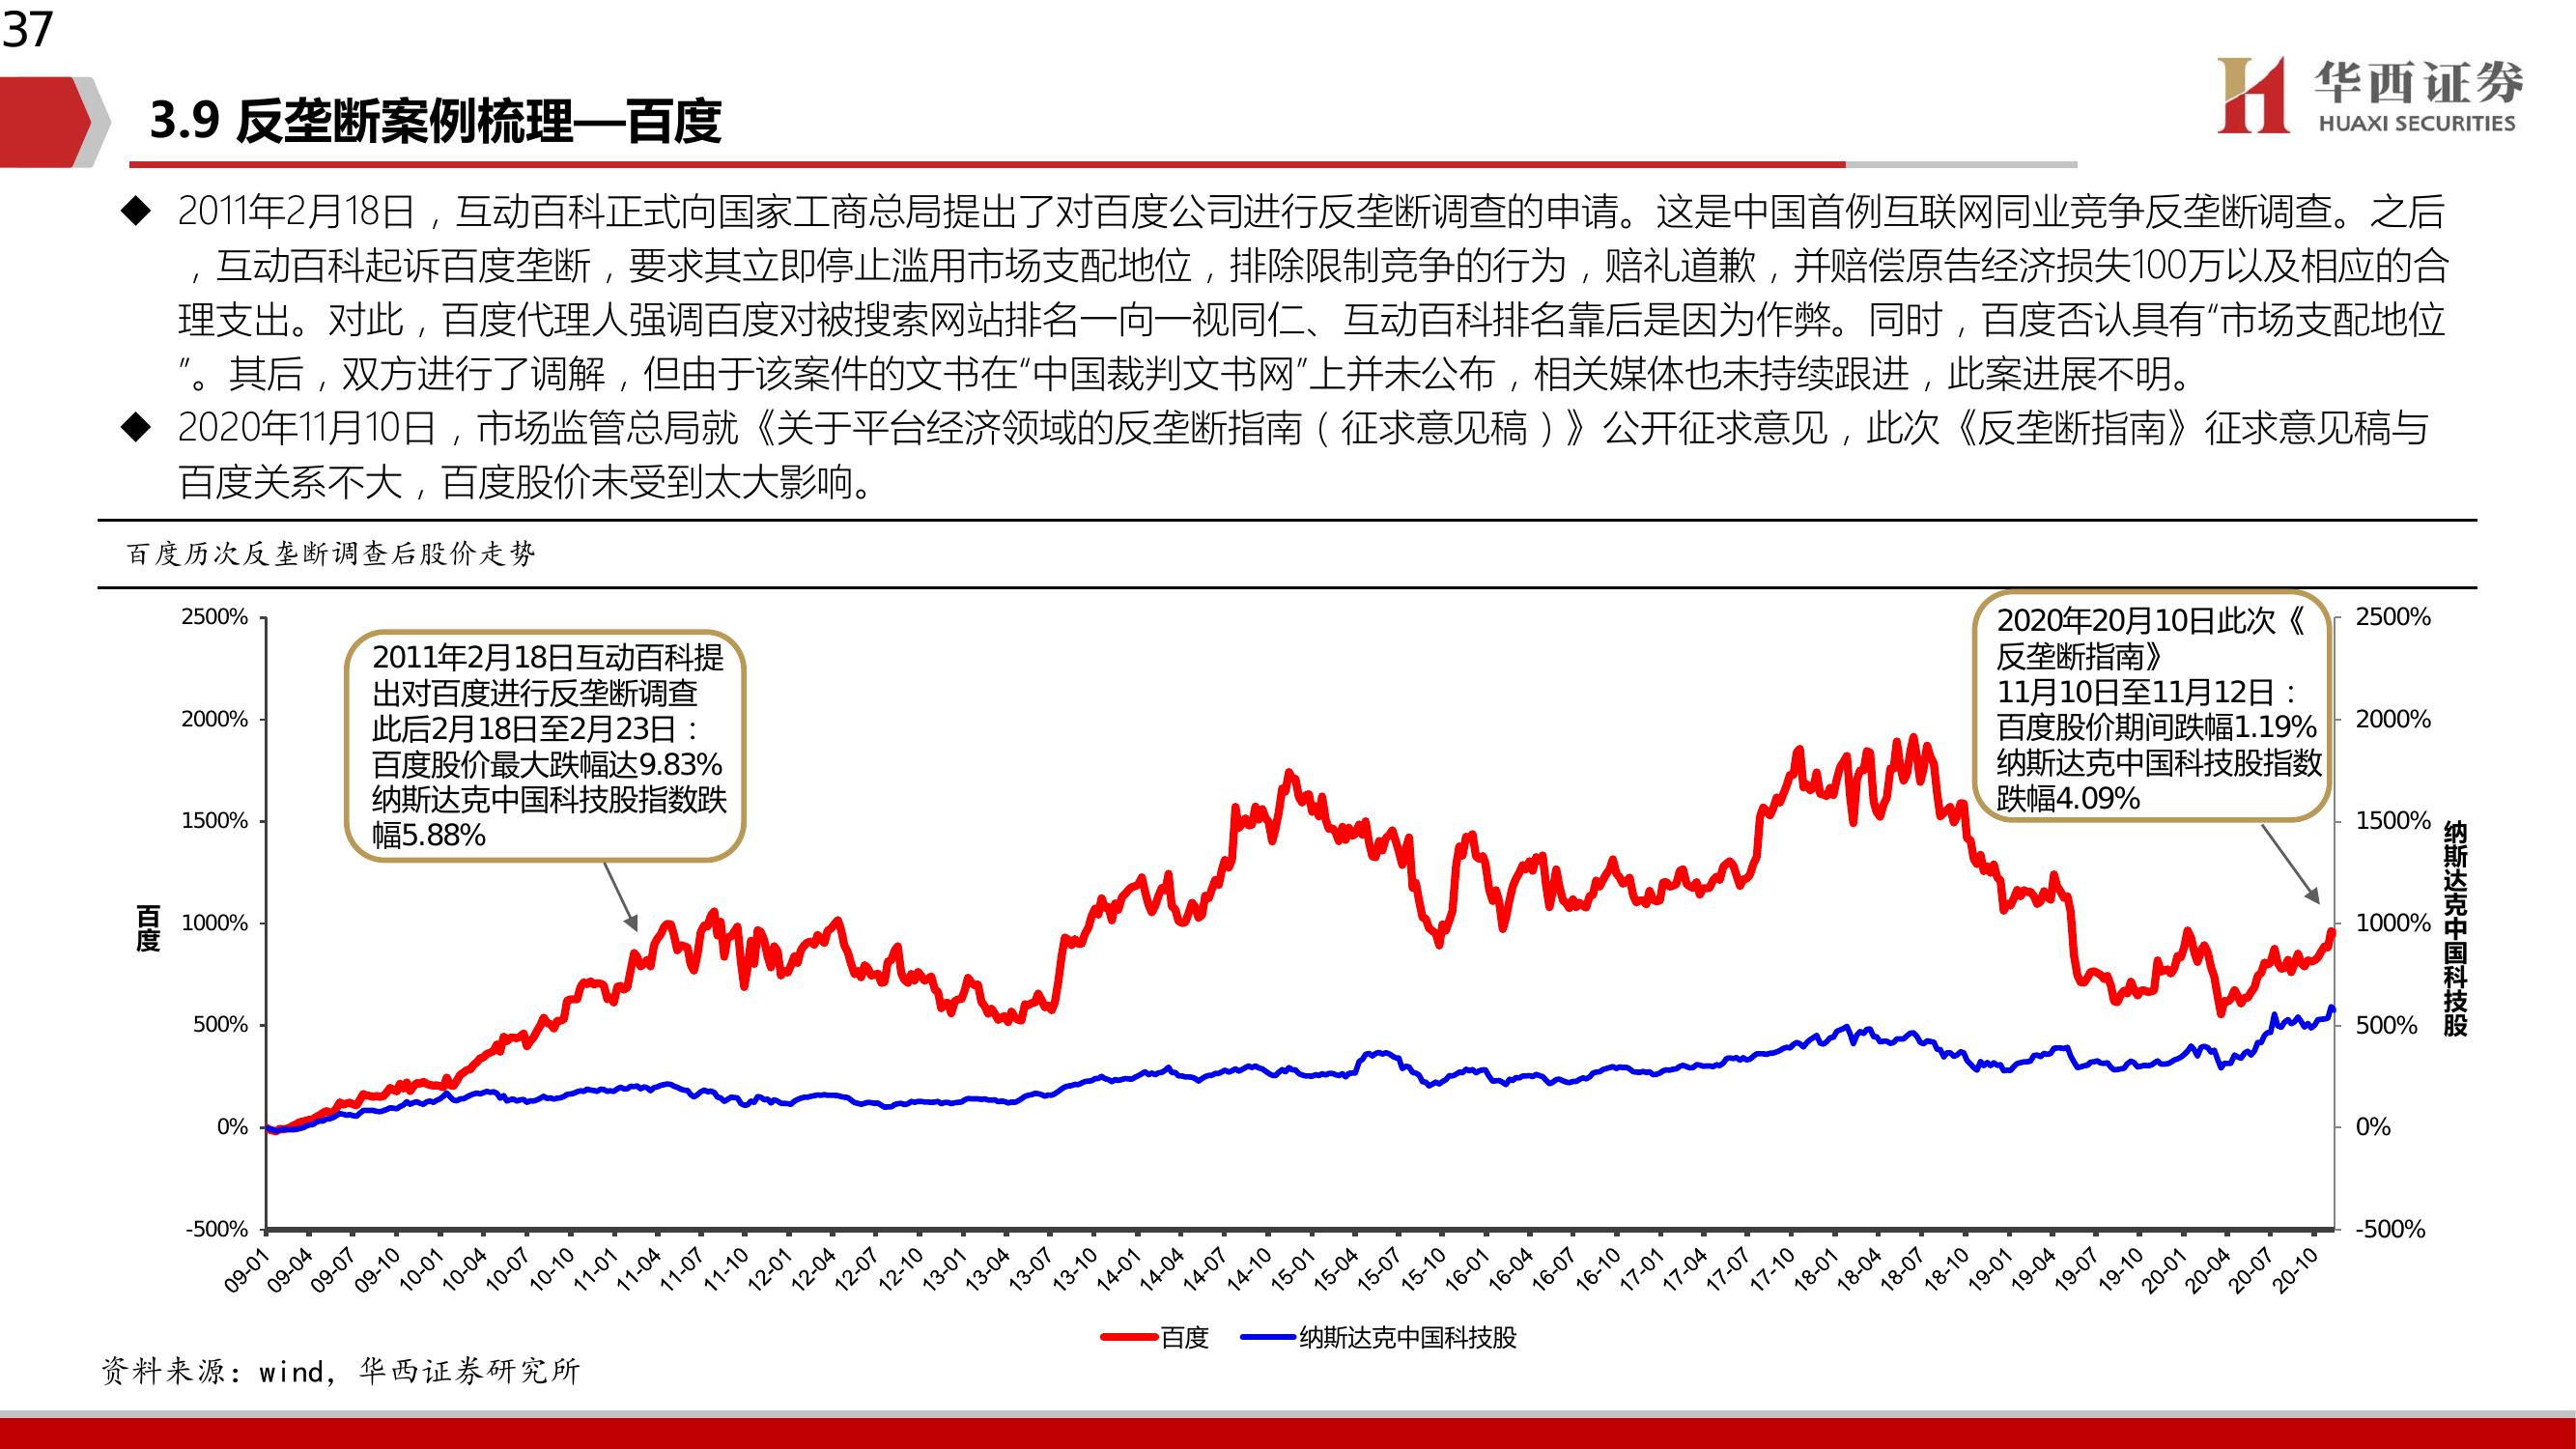 37
3.9 反垄断案例梳理—百度
华西证券
HUAXI SECURITIES
◆ 2011年2月18日，互动百科正式向国家工商总局提出了对百度公司进行反垄断调查的申请。这是中国首例互联网同业竞争反垄断调查。之后
，互动百科起诉百度垄断，要求其立即停止滥用市场支配地位，排除限制竞争的行为，赔礼道歉，并赔偿原告经济损失100万以及相应的合
理支出。对此，百度代理人强调百度对被搜索网站排名一向一视同仁、互动百科排名靠后是因为作弊。同时，百度否认具有“市场支配地位
”。其后，双方进行了调解，但由于该案件的文书在“中国裁判文书网”上并未公布，相关媒体也未持续跟进，此案进展不明。
◆ 2020年11月10日，市场监管总局就《关于平台经济领域的反垄断指南（征求意见稿）》公开征求意见，此次《反垄断指南》征求意见稿与
百度关系不大，百度股价未受到太大影响。
百度历次反垄断调查后股价走势
2500%
2000%
1500%
1000%
500%
0%
-500%
百度
2011年2月18日互动百科提
出对百度进行反垄断调查
此后2月18日至2月23日：
百度股价最大跌幅达9.83%
纳斯达克中国科技股指数跌
幅5.88%
2020年20月10日此次《
反垄断指南》
11月10日至11月12日：
百度股价期间跌幅1.19%
纳斯达克中国科技股指数
跌幅4.09%
2500%
2000%
1500%
1000%
500%
0%
-500%
纳斯达克中国科技股
09-01
09-04
09-07
09-10
10-01
10-04
10-07
10-10
11-01
11-04
11-07
11-10
12-01
12-04
12-07
12-10
13-01
13-04
13-07
13-10
14-01
14-04
14-07
14-10
15-01
15-04
15-07
15-10
16-01
16-04
16-07
16-10
17-01
17-04
17-07
17-10
18-01
18-04
18-07
18-10
19-01
19-04
19-07
19-10
20-01
20-04
20-07
20-10
百度
纳斯达克中国科技股
资料来源：wind，华西证券研究所